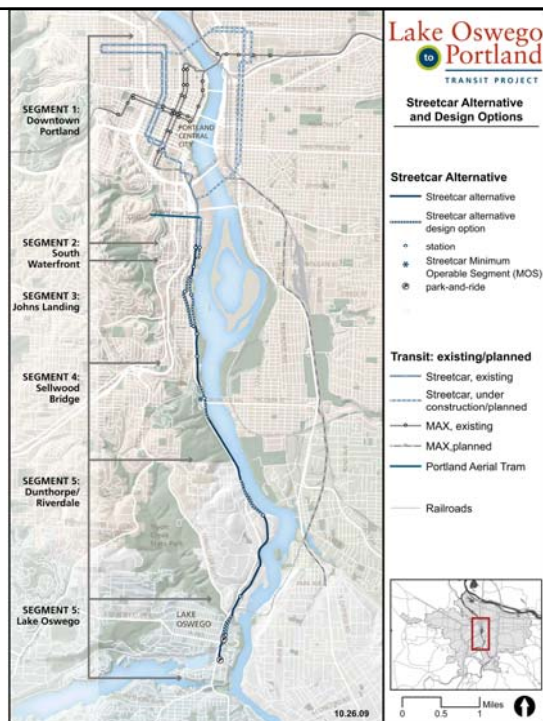 Lake Oswego
to Portland
TRANSIT PROJECT
Streetcar Alternative
and Design Options
SEGMENT 1:
Downtown
Portland
SEGMENT 2:
South
Waterfront
SEGMENT 3:
Johns Landing
SEGMENT 4:
Sellwood
Bridge
SEGMENT 5:
Dunthorpe/
Riverdale
SEGMENT 5:
Lake Oswego
PORTLAND
CENTRAL
CITY
LAKE
OSWEGO
10.26.09
Streetcar Alternative
Streetcar alternative
Streetcar alternative
design option
station
Streetcar Minimum
Operable Segment (MOS)
park-and-ride
Transit: existing/planned
Streetcar, existing
Streetcar, under
construction/planned
MAX, existing
MAX,planned
Portland Aerial Tram
Railroads
Miles
0 0.5 1